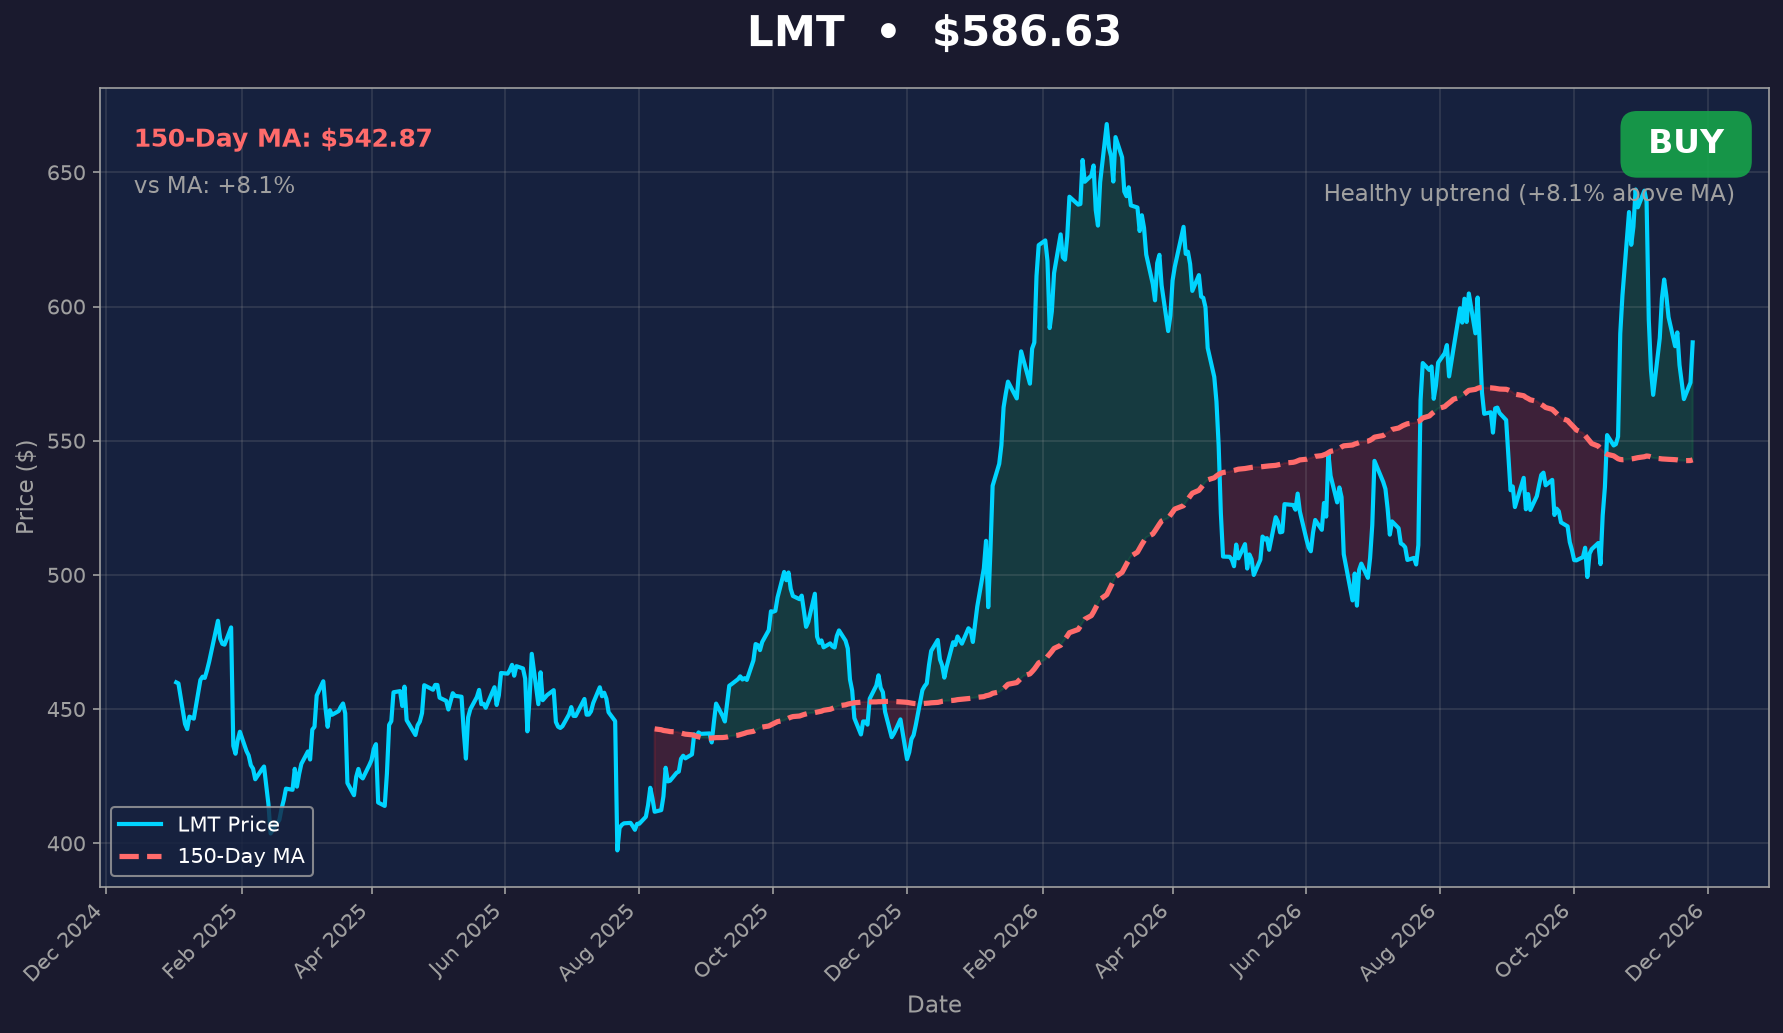 LMT • $586.63
150-Day MA: $542.87
vs MA: +8.1%
BUY
Healthy uptrend (+8.1% above MA)
Price ($)
650
600
550
500
450
400
LMT Price
150-Day MA
Dec 2024
Feb 2025
Apr 2025
Jun 2025
Aug 2025
Oct 2025
Dec 2025
Feb 2026
Apr 2026
Jun 2026
Aug 2026
Oct 2026
Dec 2026
Date